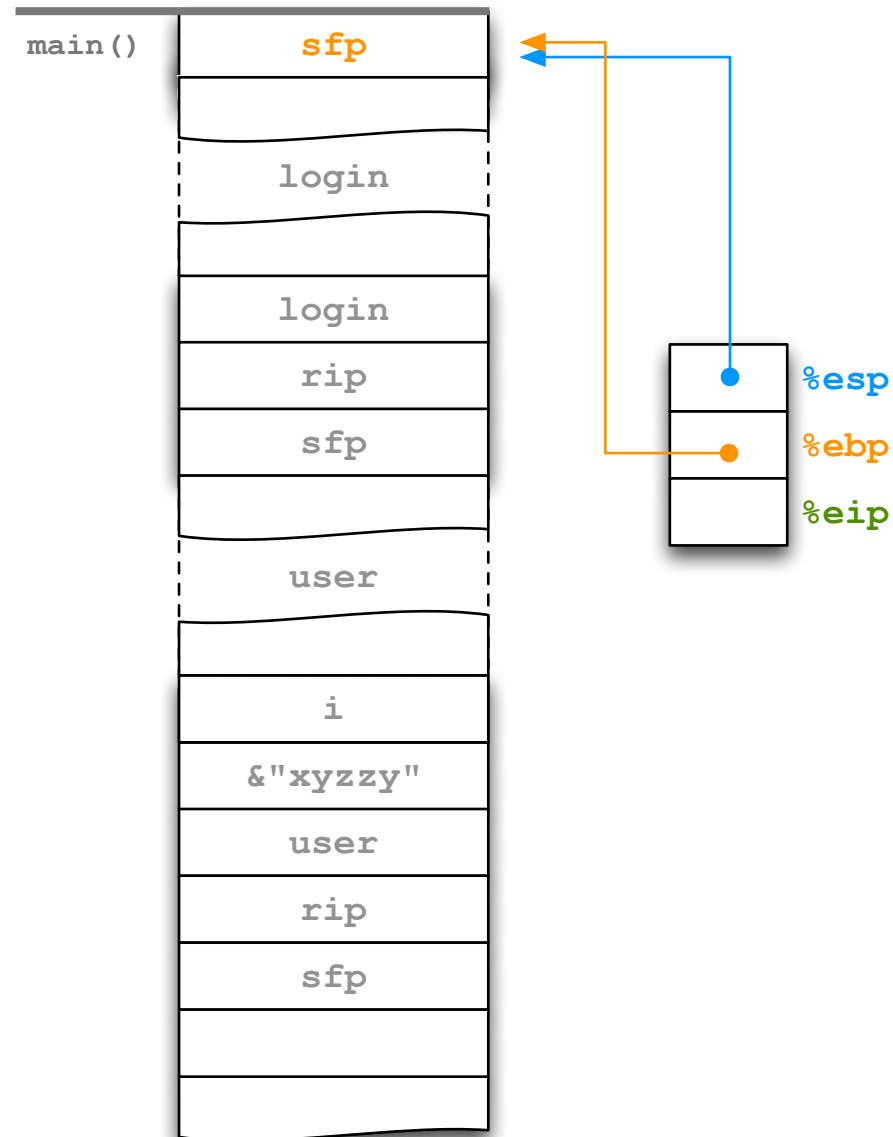 main() sfp
login
login
rip %esp
sfp %ebp
%eip
user
i
&"xyzzy"
user
rip
sfp